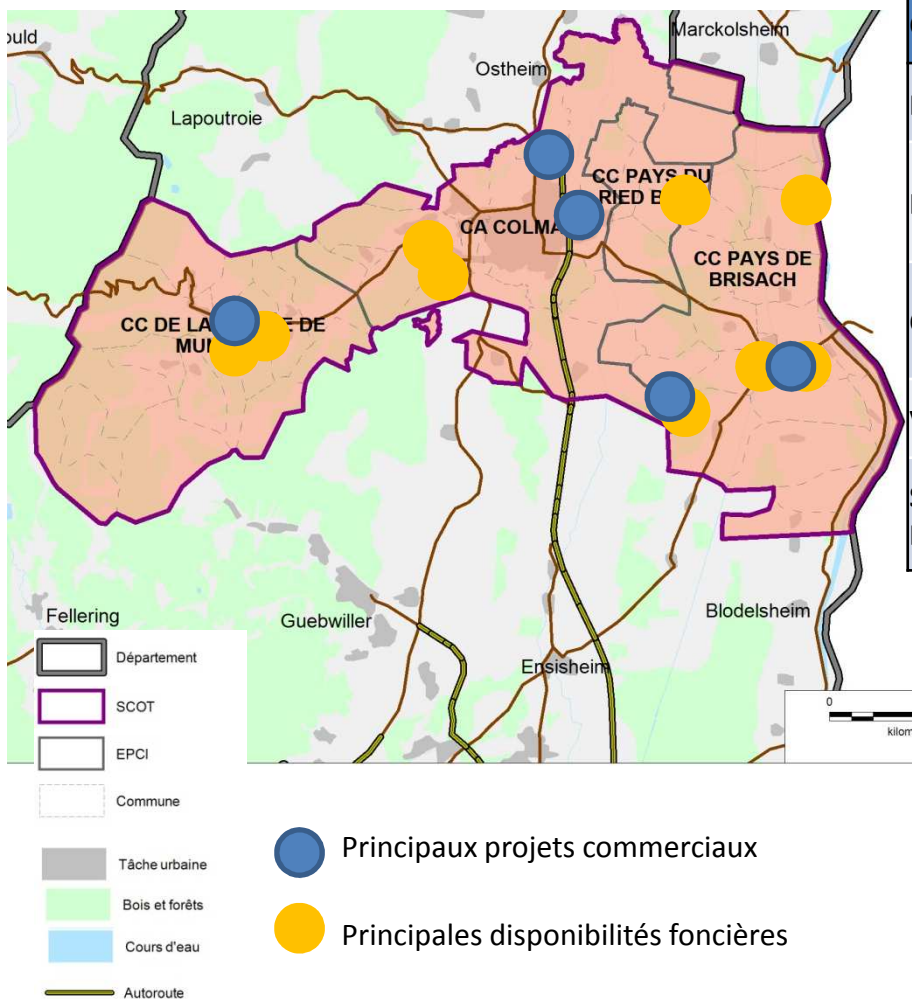 ould
Marckolsheim
Ostheim
Lapoutroie
CC PAYS DU
RIED B
CA COLMA
CC PAYS DE
BRISACH
CC DE LA E DE
MUN
Fellering
Guebwiller
Blodelsheim
Ensisheim
0
kilom
Département
SCOT
EPCI
Commune
Tâche urbaine
Bois et forêts
Cours d'eau
Autoroute
Principaux projets commerciaux
Principales disponibilités foncières